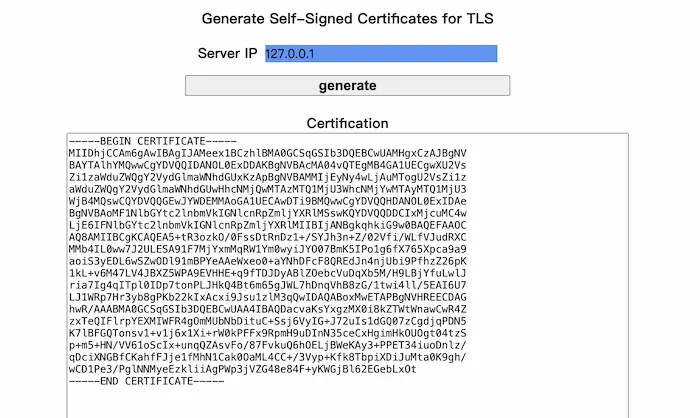 Generate Self-Signed Certificates for TLS
Server IP 127.0.0.1
generate
Certification
-----BEGIN CERTIFICATE-----
MIIDhjCCAm6gAwIBAgIJAMeex1BCzhlBMA0GCSqGSIb3DQEBCwUAMHgxCzAJBgNV
BAYTAlhYMQwwCgYDVQQIDANOL0ExDDAKBgNVBAcMA04vQTEgMB4GA1UECgwXU2Vs
Zi1zaWduZWQgY2VydGlmaWNhdGUxKzApBgNVBAMMIjEyNy4wLjAuMTogU2VsZi1z
aWduZWQgY2VydGlmaWNhdGUwHhcNMjQwMTAzMTQ1MjU3WhcNMjYwMTAyMTQ1MjU3
WjB4MQswCQYDVQQGEwJYWDEMMAoGA1UECAwDTi9BMQwwCgYDVQQHDANOL0ExIDAe
BgNVBAoMF1NlbGYtc2lnbmVkIGNlcnRpZmljYXRlMSswKQYDVQQDDCIxMjcuMC4w
LjE6IFNlbGYtc2lnbmVkIGNlcnRpZmljYXRlMIIBIjANBgkqhkiG9w0BAQEFAAOC
AQ8AMIIBCgKCAQEA5+tR3ozkO/0FssDtRnDz1+/SYJh3n+Z/02Vfi/WLfVJudRXC
MMb4IL0ww7J2ULESA91F7MjYxmMqRW1Ym0wyiJYO07BmK5IPo1g6fX765Xpca9a9
aoiS3yEDL6wSZwODl91mBPYeAAeWxeo0+aYNhDFcF8QREdJn4njUbi9PfhzZ26pK
1kL+v6M47LV4JBXZ5WPA9EVHHE+q9fTDJDyABlZOebcVuDqXb5M/H9LBjYfuLwlJ
ria7Ig4qITpl0IDp7tonPLJHkQ4Bt6m65gJWL7hDnqVhB8zG/1twi4ll/5EAI6U7
LJ1WRp7Hr3yb8gPKb22kIxAcxi9Jsu1zlM3qQwIDAQABoxMwETAPBgNVHREECDAG
hwR/AAABMA0GCSqGSIb3DQEBCwUAA4IBAQDacvaKsYxgzMX0i8kZTWtWnawCwR4Z
zxTeQIFlrpYEXMIWFR4gOmMUbNbDituC+Ssj6VyIG+J72uIs1dGQ07zCgdjqPDN5
K7lBFGQTonsv1+v1j6x1Xi+rW0kPFFx9RpmH9uDInN35ceCxHgimHkOUOgt04tzS
p+m5+HN/VV61oScIx+unqQZAsvFo/87FvkuQ6hOELjBWeKAy3+PPET34iuoDnlz/
qDciXNGBfCKahfFJje1fMhN1Cak0OaML4CC+/3Vyp+Kfk8TbpiXDiJuMta0K9gh/
wCD1Pe3/PglNNMyeEzkliiAgPWp3jVZG48e84F+yKWGjBl62EGebLxOt
-----END CERTIFICATE-----